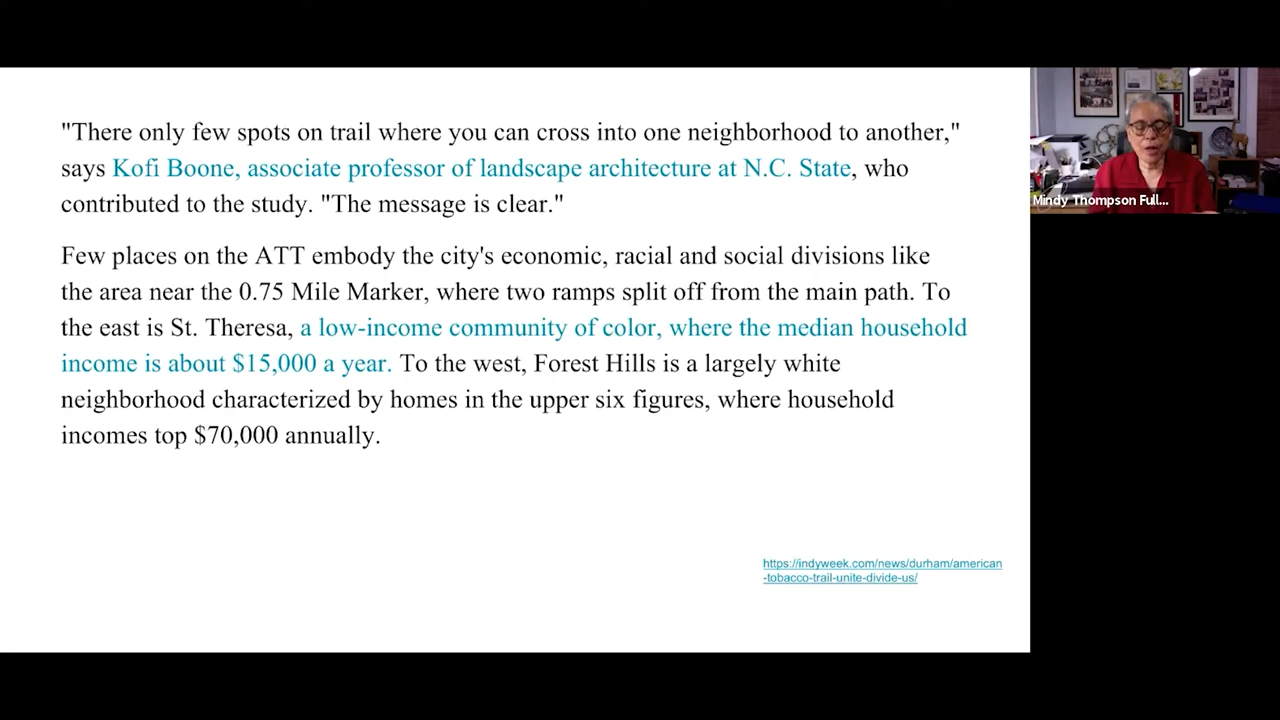 "There only few spots on trail where you can cross into one neighborhood to another,"
says Kofi Boone, associate professor of landscape architecture at N.C. State, who
contributed to the study. "The message is clear."
Few places on the ATT embody the city's economic, racial and social divisions like
the area near the 0.75 Mile Marker, where two ramps split off from the main path. To
the east is St. Theresa, a low-income community of color, where the median household
income is about $15,000 a year. To the west, Forest Hills is a largely white
neighborhood characterized by homes in the upper six figures, where household
incomes top $70,000 annually.
https://indyweek.com/news/durham/american
-tobacco-trail-unite-divide-us/
Mindy Thompson Full...